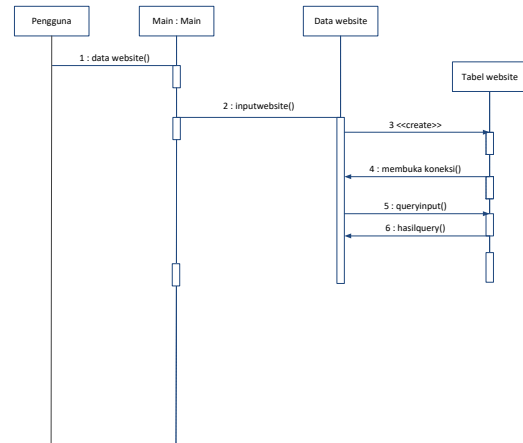 Pengguna
Main : Main
Data website
1 : data website()
Tabel website
2 : inputwebsite()
3 <<create>>
4 : membuka koneksi()
5 : queryinput()
6 : hasilquery()